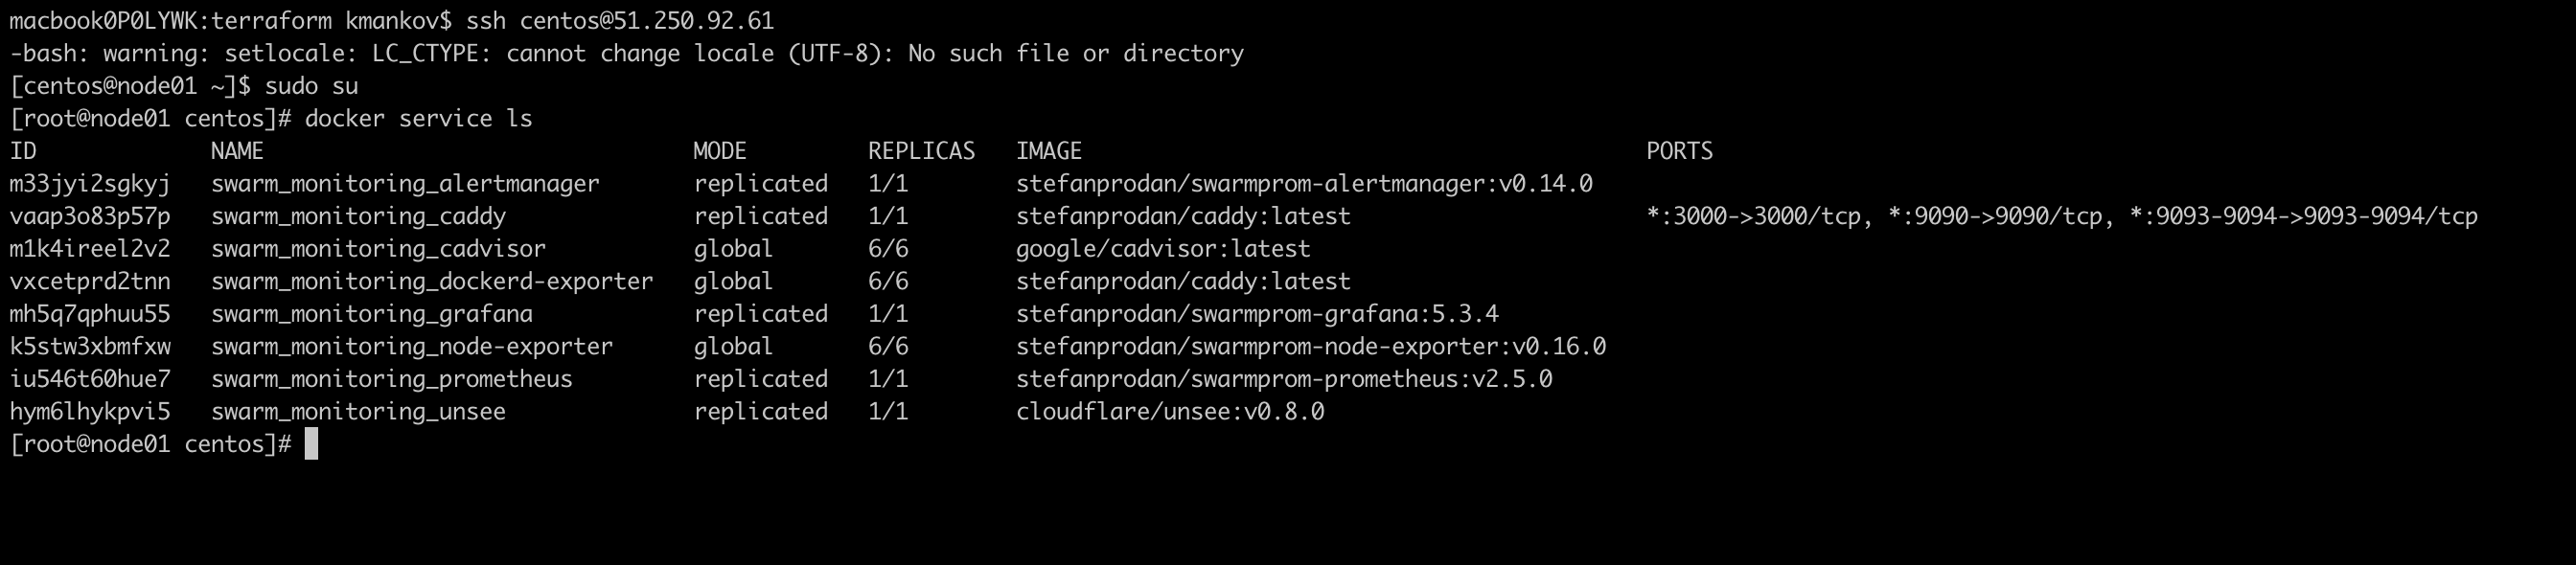 macbook0P0LYWK:terraform kmankov$ ssh centos@51.250.92.61
-bash: warning: setlocale: LC_CTYPE: cannot change locale (UTF-8): No such file or directory
[centos@node01 ~]$ sudo su
[root@node01 centos]# docker service ls
ID             NAME                                MODE         REPLICAS   IMAGE                                          PORTS
m33jyi2sgkyj   swarm_monitoring_alertmanager       replicated   1/1        stefanprodan/swarmprom-alertmanager:v0.14.0
vaap3o83p57p   swarm_monitoring_caddy              replicated   1/1        stefanprodan/caddy:latest                      *:3000->3000/tcp, *:9090->9090/tcp, *:9093-9094->9093-9094/tcp
m1k4ireel2v2   swarm_monitoring_cadvisor           global       6/6        google/cadvisor:latest
vxcetprd2tnn   swarm_monitoring_dockerd-exporter   global       6/6        stefanprodan/caddy:latest
mh5q7qphuu55   swarm_monitoring_grafana            replicated   1/1        stefanprodan/swarmprom-grafana:5.3.4
k5stw3xbmfxw   swarm_monitoring_node-exporter      global       6/6        stefanprodan/swarmprom-node-exporter:v0.16.0
iu546t60hue7   swarm_monitoring_prometheus         replicated   1/1        stefanprodan/swarmprom-prometheus:v2.5.0
hym6lhykpvi5   swarm_monitoring_unsee              replicated   1/1        cloudflare/unsee:v0.8.0
[root@node01 centos]#